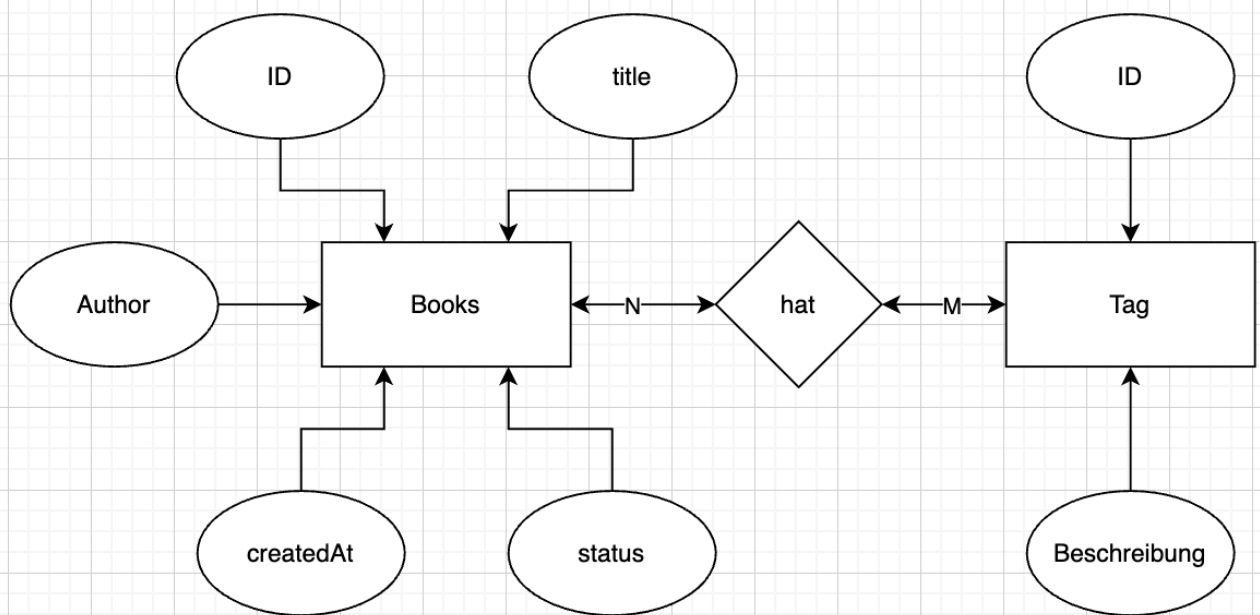 ID
title
ID
Author
Books
N
hat
M
Tag
createdAt
status
Beschreibung